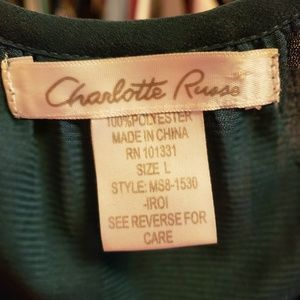 Charlotte Russe
100%POLYESTER
MADE IN CHINA
RN 101331
SIZE L
STYLE: MS8-1530
-IROI
SEE REVERSE FOR
CARE